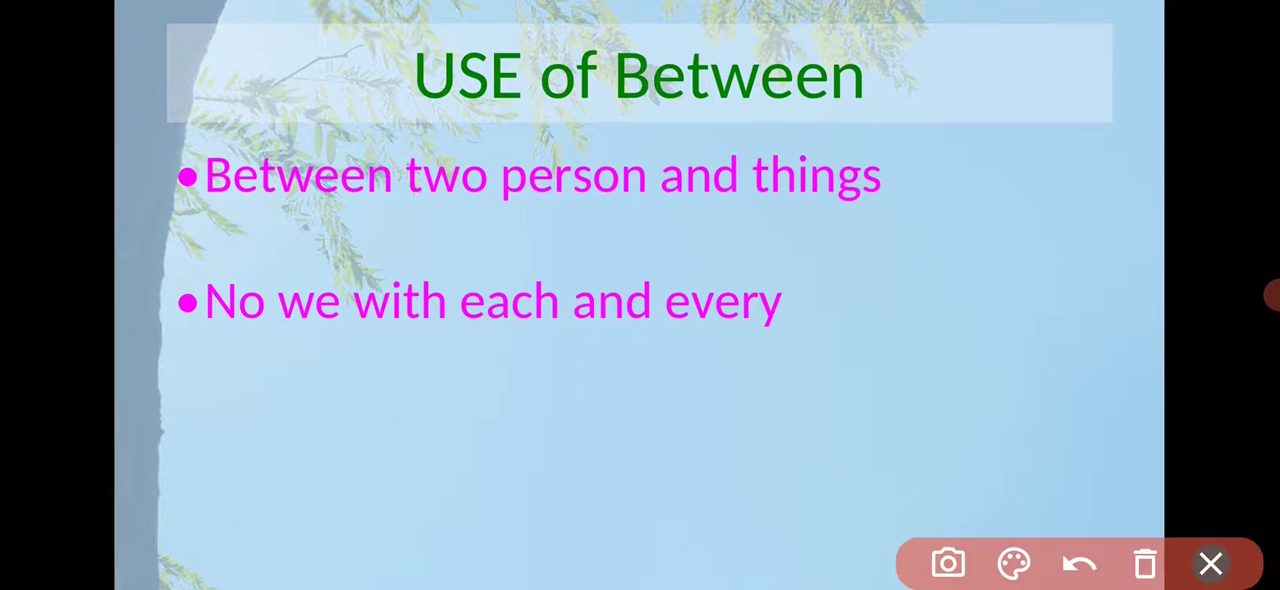 USE of Between
•Between two person and things
•No we with each and every